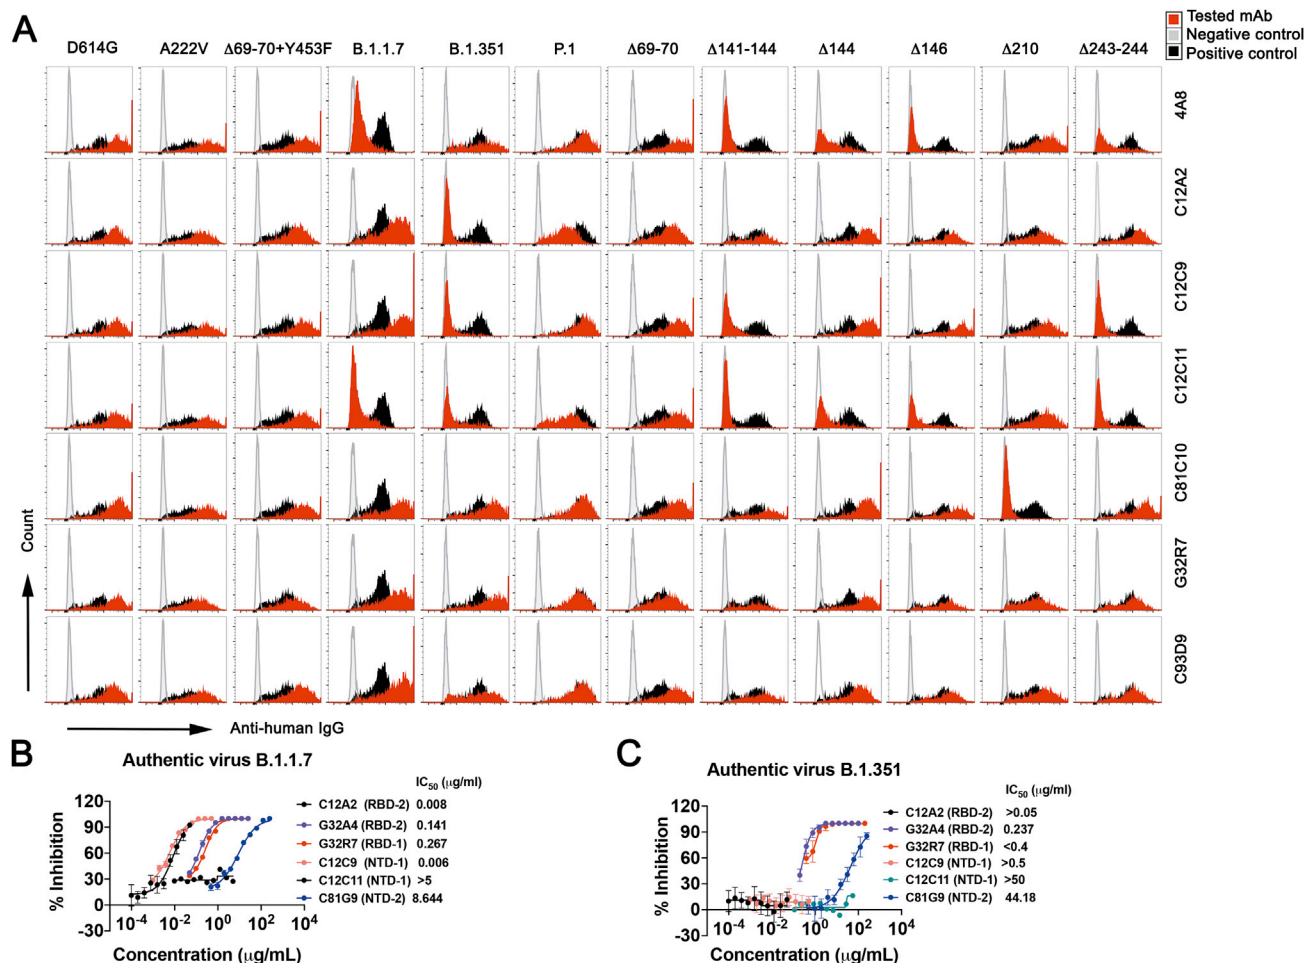 A
Tested mAb
Negative control
Positive control
D614G A222V Δ69-70+Y453F B.1.1.7 B.1.351 P.1 Δ69-70 Δ141-144 Δ144 Δ146 Δ210 Δ243-244
4A8
C12A2
C12C9
C12C11
C81C10
G32R7
C93D9
Count
Anti-human IgG
B
Authentic virus B.1.1.7
IC50 (µg/ml)
C12A2 (RBD-2) 0.008
G32A4 (RBD-2) 0.141
G32R7 (RBD-1) 0.267
C12C9 (NTD-1) 0.006
C12C11 (NTD-1) >5
C81G9 (NTD-2) 8.644
% Inhibition
120
90
60
30
0
-30
10-4 10-2 100 102 104
Concentration (µg/mL)
C
Authentic virus B.1.351
IC50 (µg/ml)
C12A2 (RBD-2) >0.05
G32A4 (RBD-2) 0.237
G32R7 (RBD-1) <0.4
C12C9 (NTD-1) >0.5
C12C11 (NTD-1) >50
C81G9 (NTD-2) 44.18
% Inhibition
120
90
60
30
0
-30
10-4 10-2 100 102 104
Concentration (µg/mL)